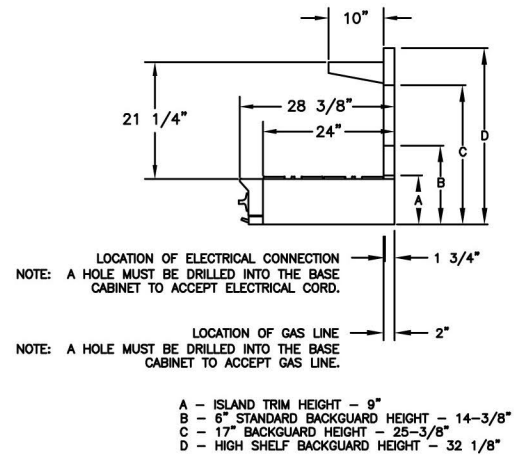 10"
21 1/4"
28 3/8"
24"
D
C
B
A
LOCATION OF ELECTRICAL CONNECTION
1 3/4"
NOTE: A HOLE MUST BE DRILLED INTO THE BASE
CABINET TO ACCEPT ELECTRICAL CORD.
LOCATION OF GAS LINE
2"
NOTE: A HOLE MUST BE DRILLED INTO THE BASE
CABINET TO ACCEPT GAS LINE.
A – ISLAND TRIM HEIGHT – 9"
B – 6" STANDARD BACKGUARD HEIGHT – 14-3/8"
C – 17" BACKGUARD HEIGHT – 25-3/8"
D – HIGH SHELF BACKGUARD HEIGHT – 32 1/8"